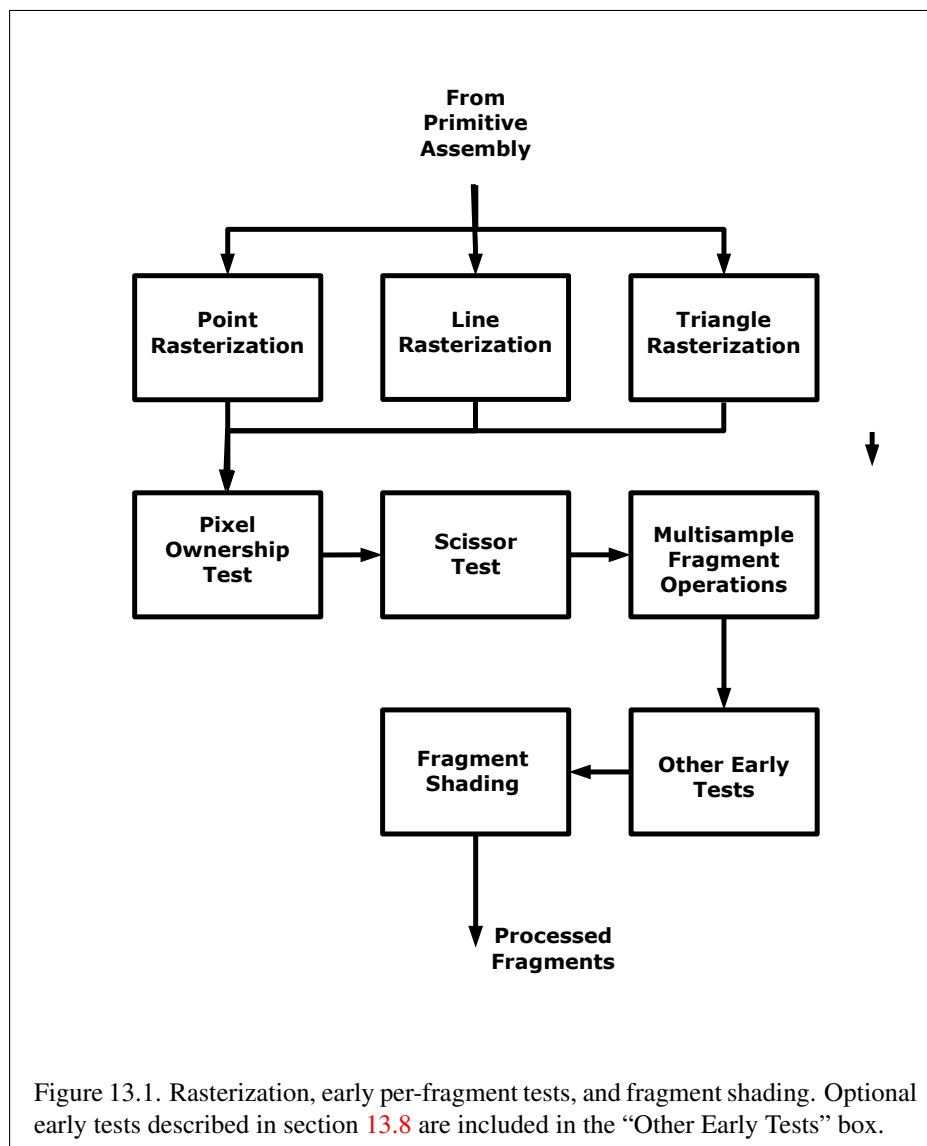 From
Primitive
Assembly
Point
Rasterization
Line
Rasterization
Triangle
Rasterization
Pixel
Ownership
Test
Scissor
Test
Multisample
Fragment
Operations
Fragment
Shading
Other Early
Tests
Processed
Fragments
Figure 13.1. Rasterization, early per-fragment tests, and fragment shading. Optional
early tests described in section 13.8 are included in the “Other Early Tests” box.